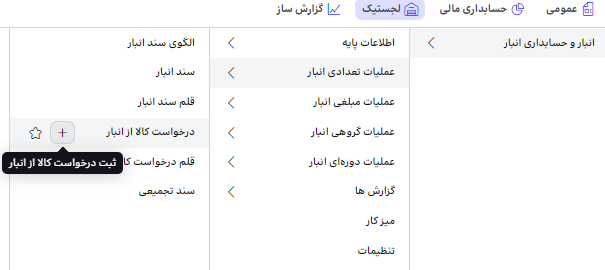 عمومی
حسابداری مالی
لجستیک
گزارش ساز
انبار و حسابداری انبار
اطلاعات پایه
عملیات تعدادی انبار
عملیات مبلغی انبار
عملیات گروهی انبار
عملیات دوره‌ای انبار
گزارش ها
میز کار
تنظیمات
الگوی سند انبار
سند انبار
قلم سند انبار
درخواست کالا از انبار
ثبت درخواست کالا از انبار
قلم درخواست کالا
سند تجمیعی